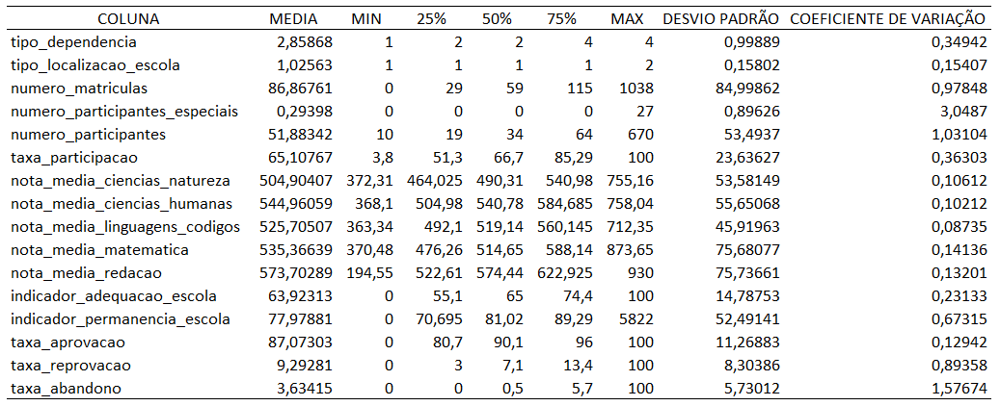 COLUNA MEDIA MIN 25% 50% 75% MAX DESVIO PADRÃO COEFICIENTE DE VARIAÇÃO
tipo_dependencia 2,85868 1 2 2 4 4 0,99889 0,34942
tipo_localizacao_escola 1,02563 1 1 1 1 2 0,15802 0,15407
numero_matriculas 86,86761 0 29 59 115 1038 84,99862 0,97848
numero_participantes_especiais 0,29398 0 0 0 0 27 0,89626 3,0487
numero_participantes 51,88342 10 19 34 64 670 53,4937 1,03104
taxa_participacao 65,10767 3,8 51,3 66,7 85,29 100 23,63627 0,36303
nota_media_ciencias_natureza 504,90407 372,31 464,025 490,31 540,98 755,16 53,58149 0,10612
nota_media_ciencias_humanas 544,96059 368,1 504,98 540,78 584,685 758,04 55,65068 0,10212
nota_media_linguagens_codigos 525,70507 363,34 492,1 519,14 560,145 712,35 45,91963 0,08735
nota_media_matematica 535,36639 370,48 476,26 514,65 588,14 873,65 75,68077 0,14136
nota_media_redacao 573,70289 194,55 522,61 574,44 622,925 930 75,73661 0,13201
indicador_adequacao_escola 63,92313 0 55,1 65 74,4 100 14,78753 0,23133
indicador_permanencia_escola 77,97881 0 70,695 81,02 89,29 5822 52,49141 0,67315
taxa_aprovacao 87,07303 0 80,7 90,1 96 100 11,26883 0,12942
taxa_reprovacao 9,29281 0 3 7,1 13,4 100 8,30386 0,89358
taxa_abandono 3,63415 0 0 0,5 5,7 100 5,73012 1,57674